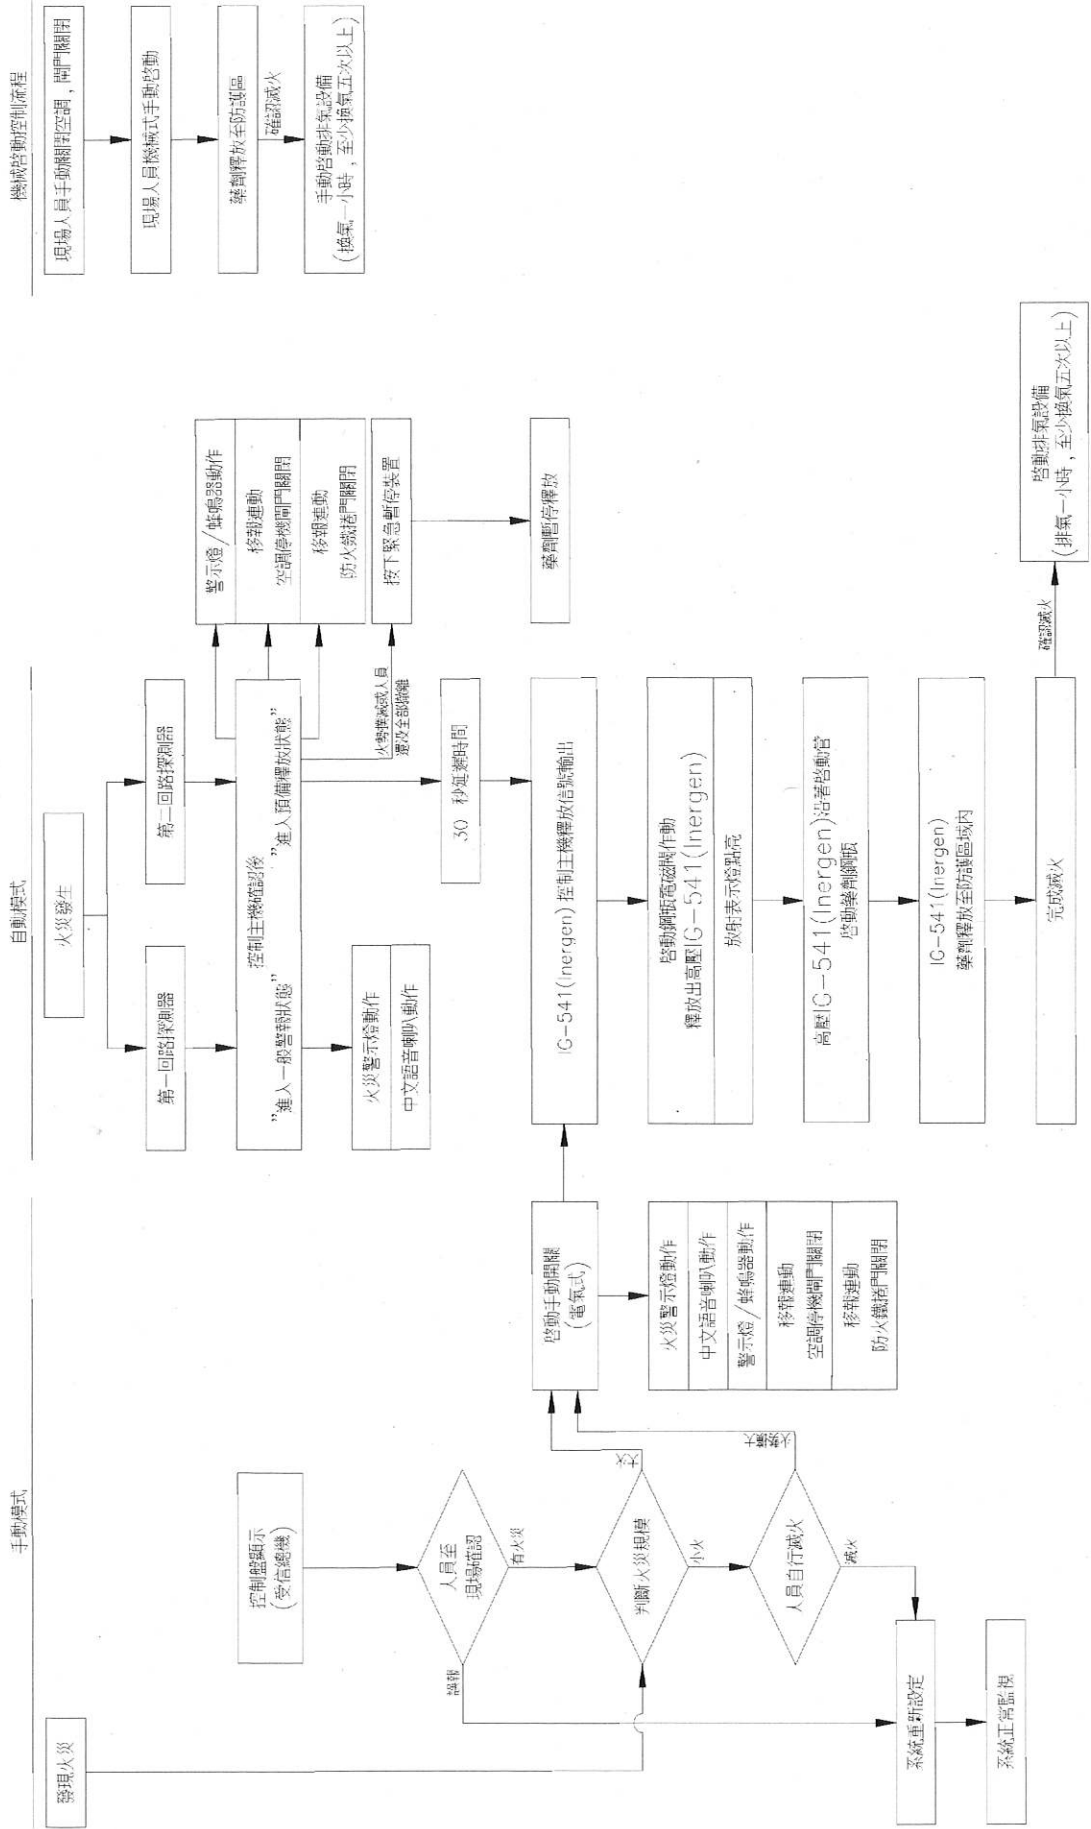 手動模式
發現火災
控制盤顯示
(受信總機)
人員至
現場確認
誤報
有火災
判斷火災規模
大火
小火
人員自行滅火
火勢擴大
滅火
系統重新設定
系統正常監視
啓動手動開關
(電氣式)
火災警示燈動作
中文語音喇叭動作
警示燈/蜂鳴器動作
移報連動
空調停機閘門關閉
移報連動
防火鐵捲門關閉
自動模式
火災發生
第一回路探測器
第二回路探測器
控制主機確認後
"進入一般警報狀態"
"進入預備釋放狀態"
火災警示燈動作
中文語音喇叭動作
警示燈/蜂鳴器動作
移報連動
空調停機閘門關閉
移報連動
防火鐵捲門關閉
火勢撲滅或人員
還沒全部撤離
按下緊急暫停裝置
藥劑暫停釋放
30 秒延遲時間
IG-541(Inergen) 控制主機釋放信號輸出
啓動鋼瓶電磁閥作動
釋放出高壓IG-541(Inergen)
放射表示燈點亮
高壓IG-541(Inergen)沿著啓動管
啓動藥劑鋼瓶
IG-541(Inergen)
藥劑釋放至防護區域內
完成滅火
確認滅火
啓動排氣設備
(排氣一小時，至少換氣五次以上)
機械啓動控制流程
現場人員手動關閉空調，閘門關閉
現場人員機械式手動啓動
藥劑釋放至防護區
確認滅火
手動啓動排氣設備
(換氣一小時，至少換氣五次以上)